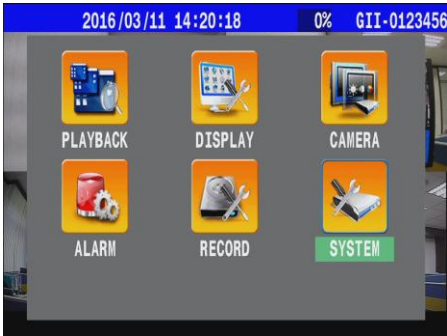 2016/03/11 14:20:18 0% GII-0123456
PLAYBACK DISPLAY CAMERA
ALARM RECORD SYSTEM